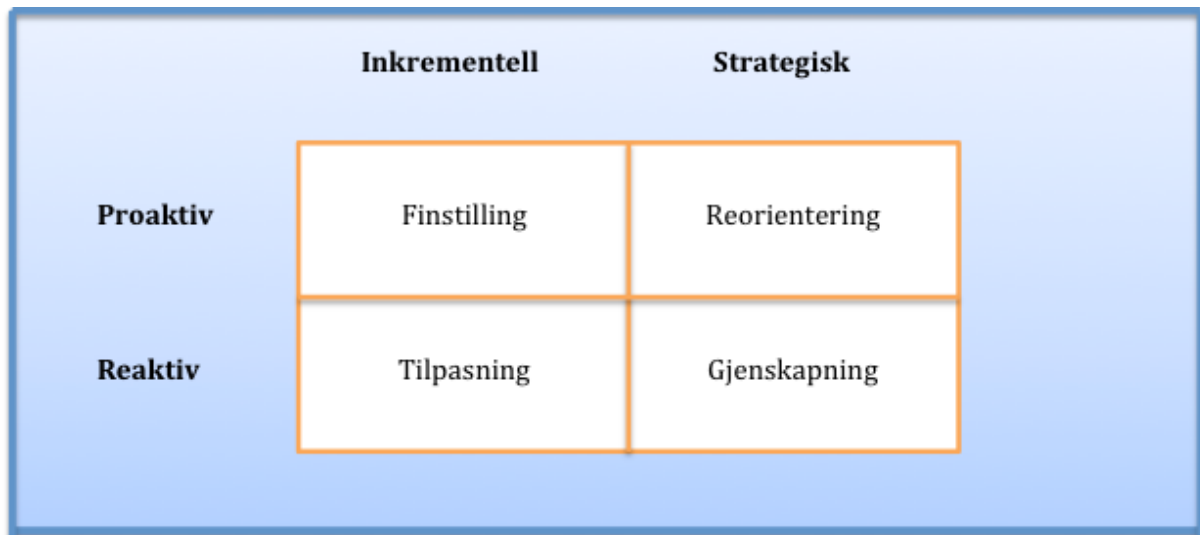 Inkrementell Strategisk
Proaktiv Finstilling Reorientering
Reaktiv Tilpasning Gjenskapning